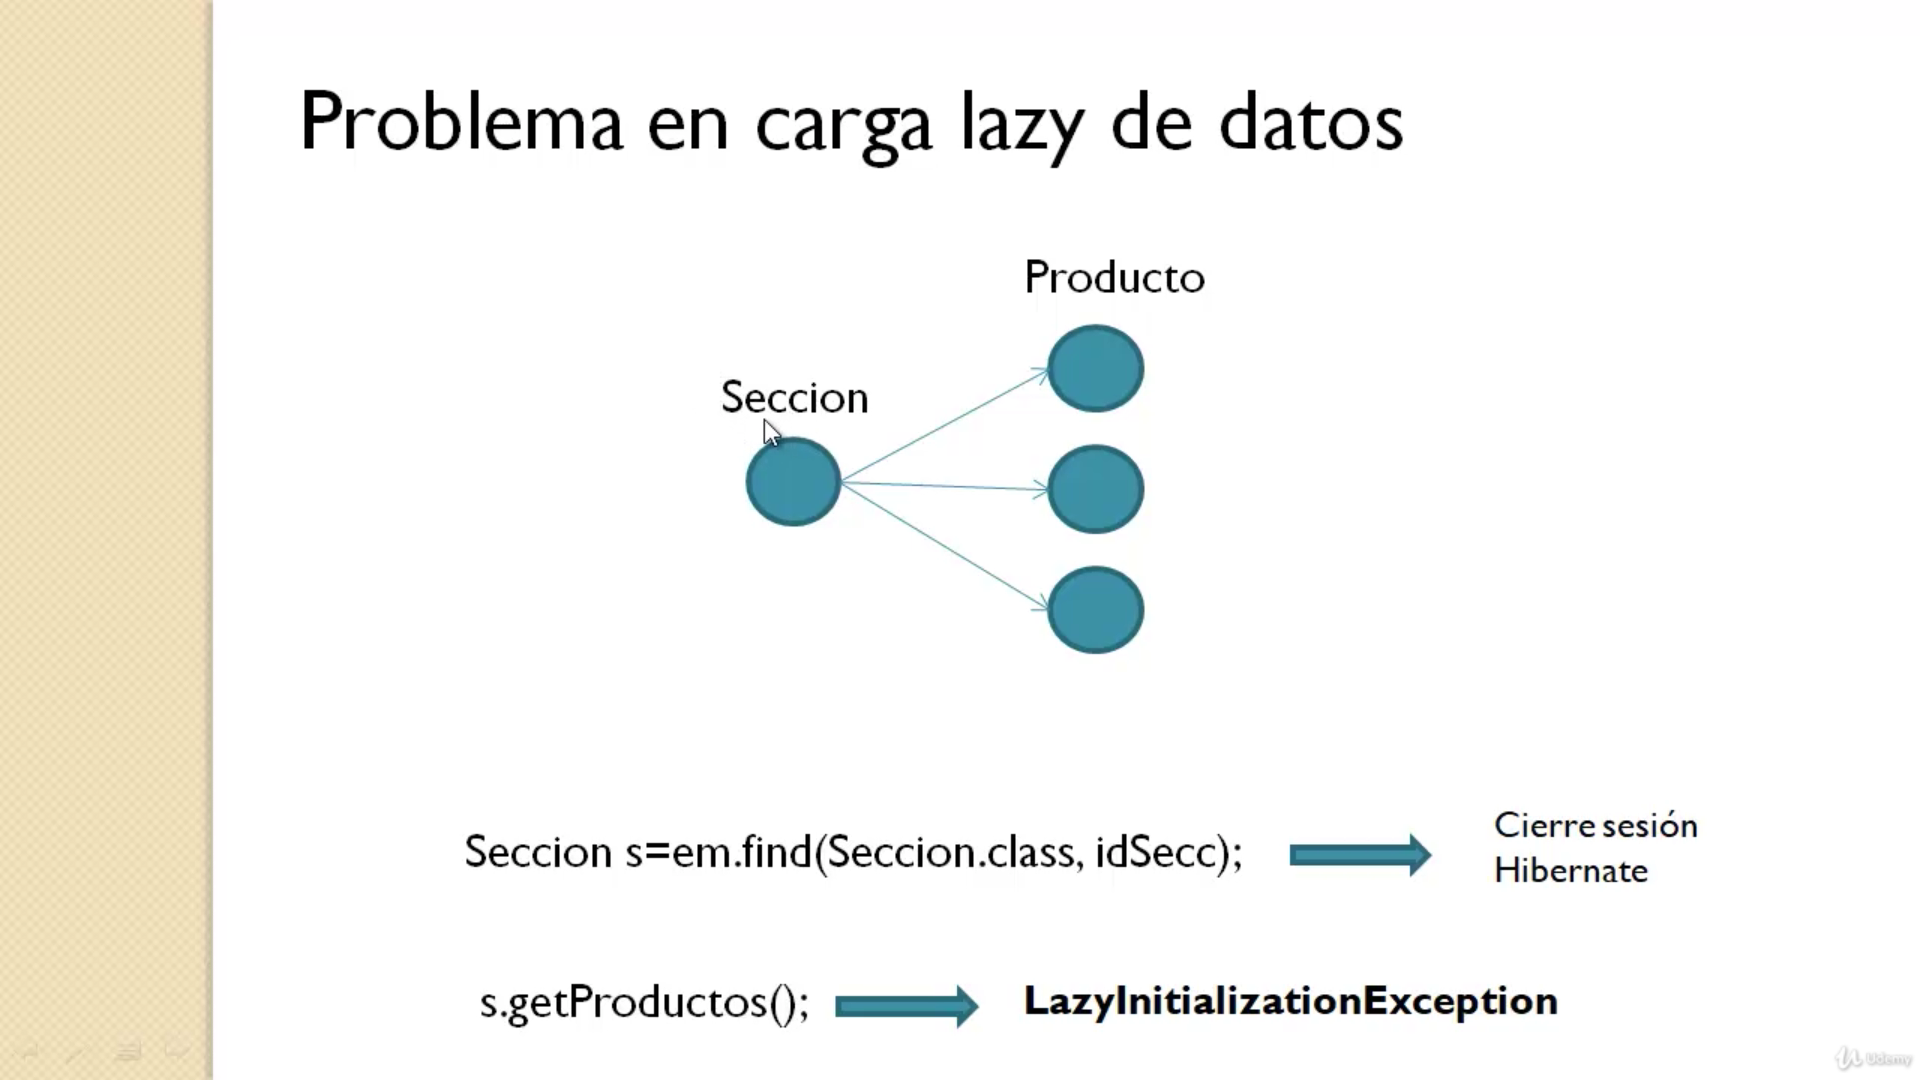 Problema en carga lazy de datos
Producto
Seccion
Seccion s=em.find(Seccion.class, idSecc);
Cierre sesión
Hibernate
s.getProductos();
LazyInitializationException
Udemy